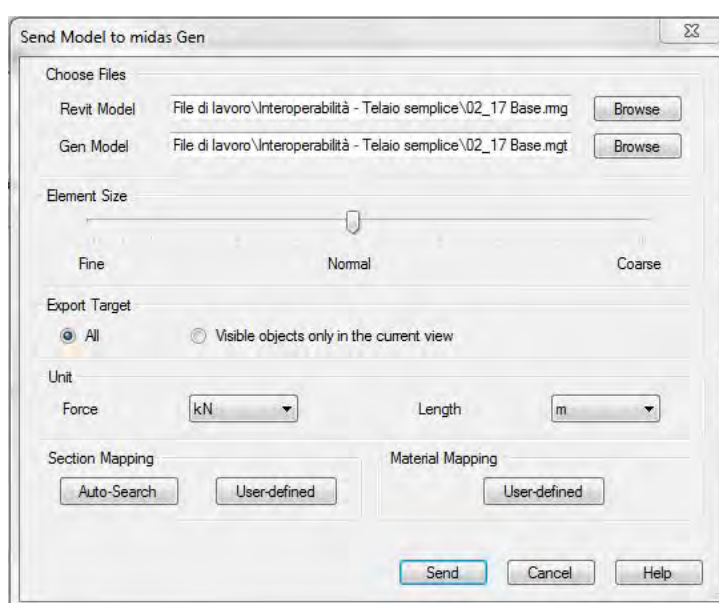 Send Model to midas Gen
Choose Files
Revit Model File di lavoro\Interoperabilità - Telaio semplice\02_17 Base.mrg Browse
Gen Model File di lavoro\Interoperabilità - Telaio semplice\02_17 Base.mgt Browse
Element Size
Fine Normal Coarse
Export Target
All Visible objects only in the current view
Unit
Force kN Length m
Section Mapping Material Mapping
Auto-Search User-defined User-defined
Send Cancel Help